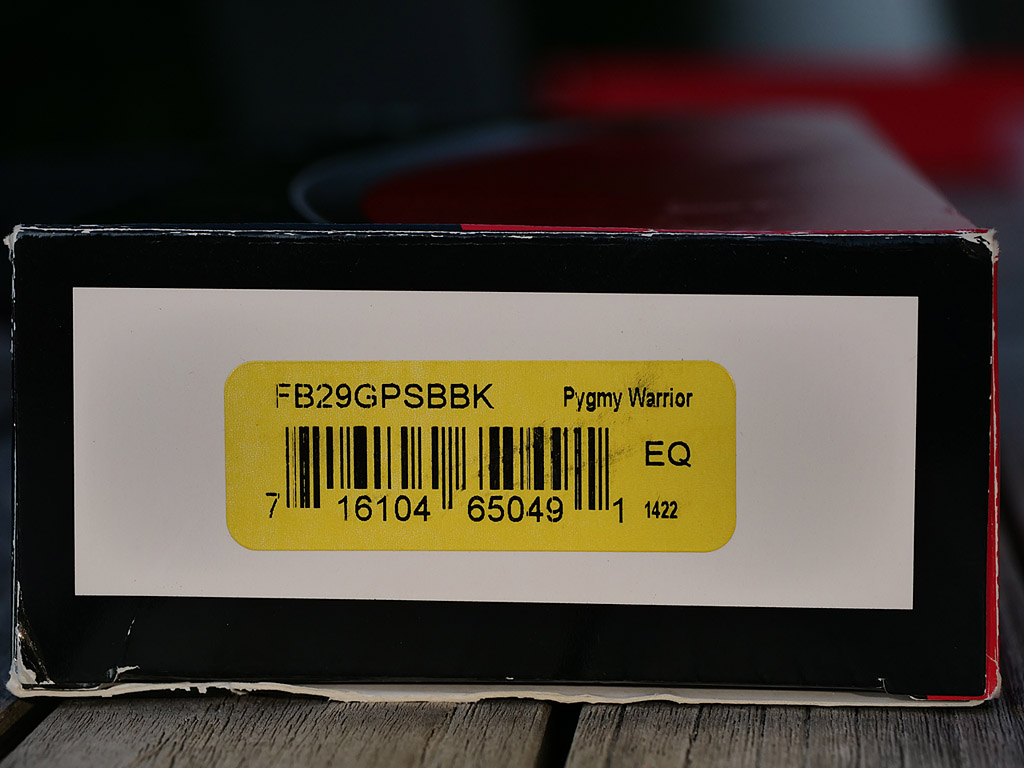 FB29GPSBBK Pygmy Warrior
EQ
7 16104 65049 1 1422